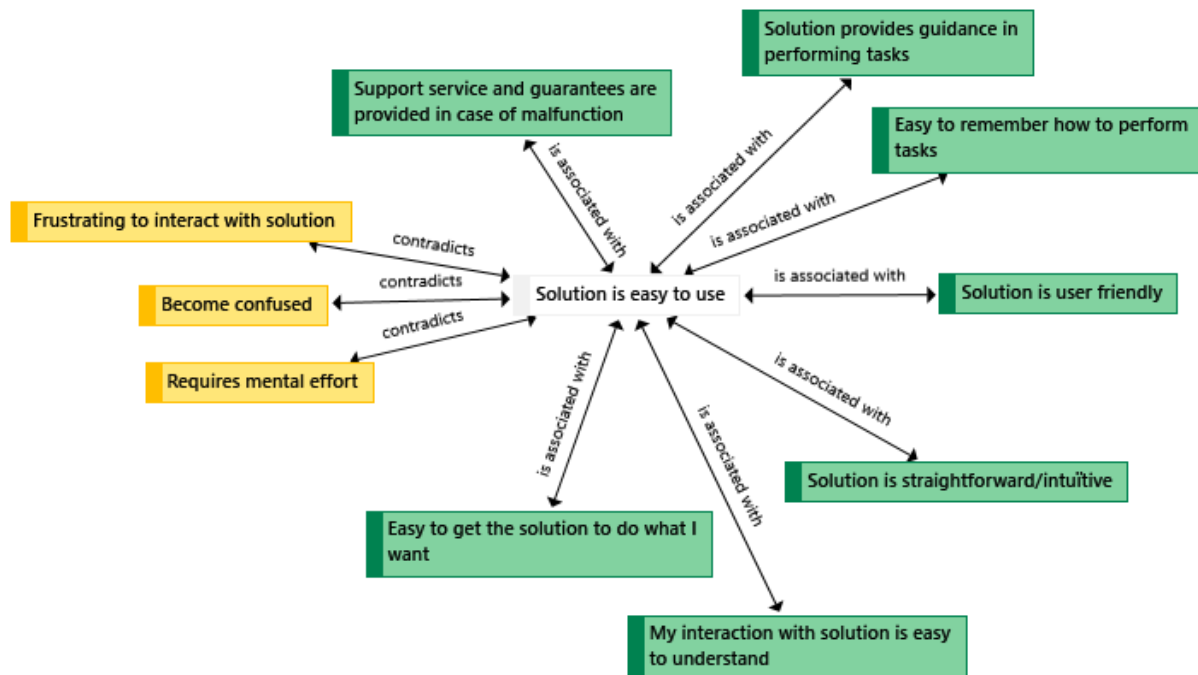 Solution provides guidance in
performing tasks
Support service and guarantees are
provided in case of malfunction
Easy to remember how to perform
tasks
is associated with
is associated with
is associated with
Frustrating to interact with solution
contradicts
contradicts
Become confused
contradicts
Requires mental effort
Solution is easy to use
is associated with
Solution is user friendly
is associated with
is associated with
is associated with
Solution is straightforward/intuïtive
Easy to get the solution to do what I
want
My interaction with solution is easy
to understand